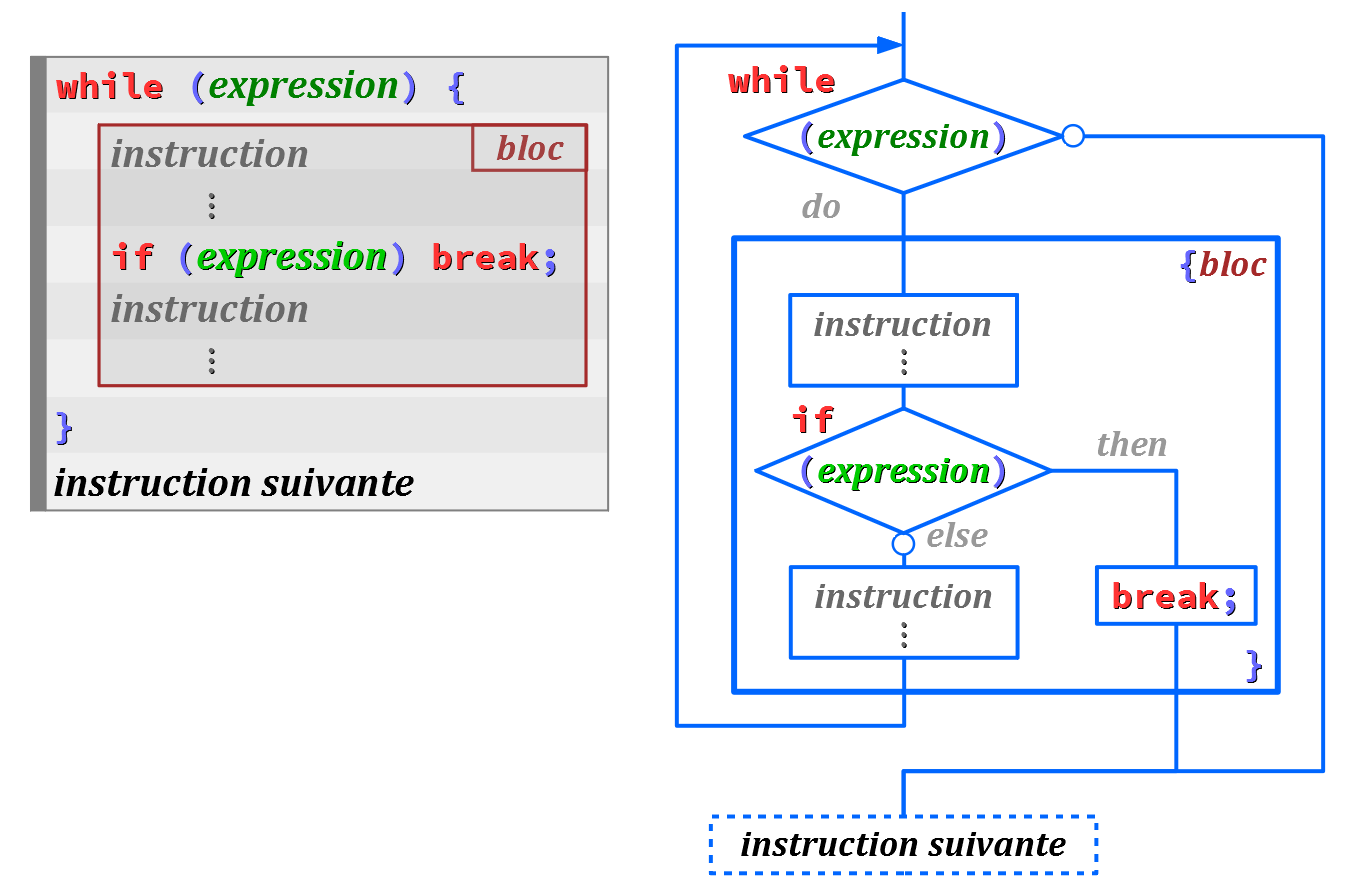 while (expression) {
instruction
bloc
⋮
if (expression) break;
instruction
⋮
}
instruction suivante
while
(expression)
do
{bloc
instruction
⋮
if
(expression)
then
else
instruction
⋮
break;
}
instruction suivante